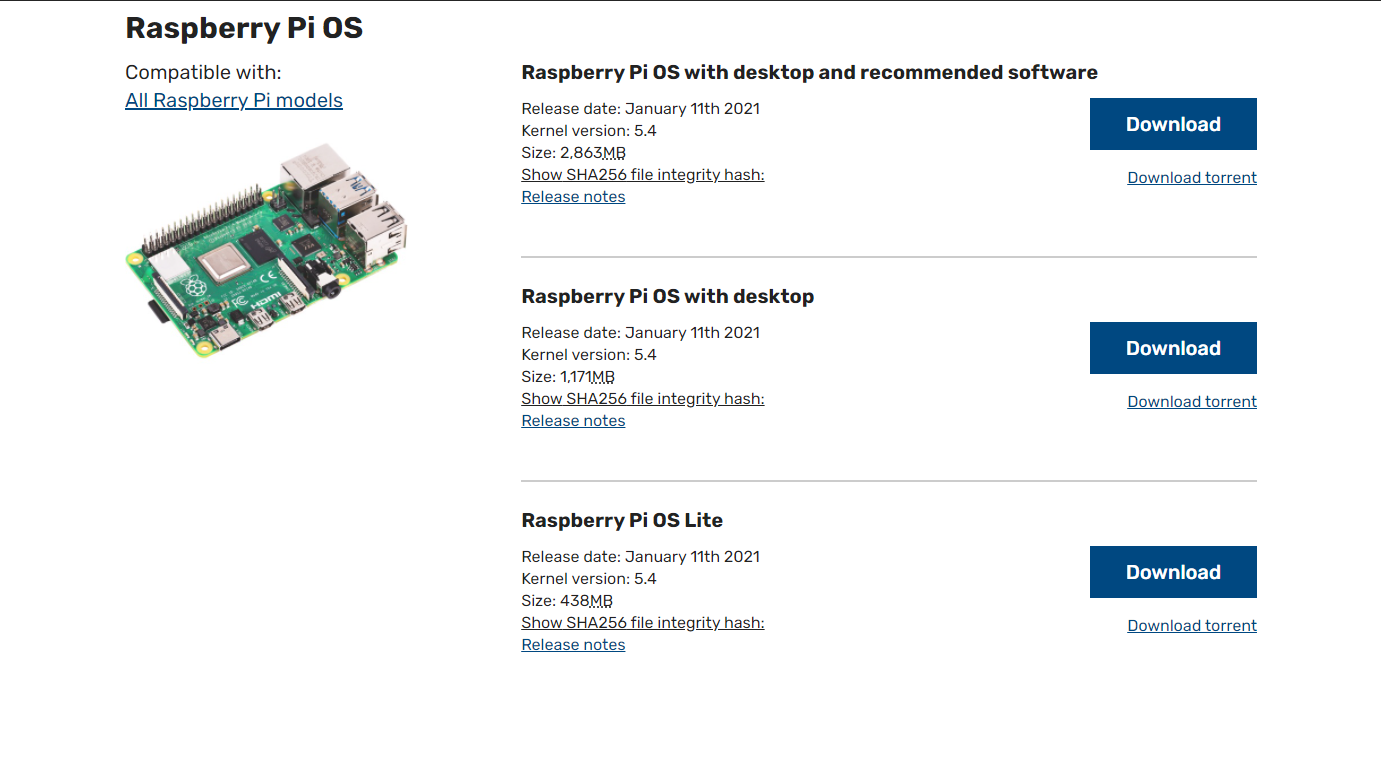 Raspberry Pi OS
Compatible with:
All Raspberry Pi models
Raspberry Pi OS with desktop and recommended software
Release date: January 11th 2021
Kernel version: 5.4
Size: 2,863MB
Show SHA256 file integrity hash:
Release notes
Download
Download torrent
Raspberry Pi OS with desktop
Release date: January 11th 2021
Kernel version: 5.4
Size: 1,171MB
Show SHA256 file integrity hash:
Release notes
Download
Download torrent
Raspberry Pi OS Lite
Release date: January 11th 2021
Kernel version: 5.4
Size: 438MB
Show SHA256 file integrity hash:
Release notes
Download
Download torrent
HDMI
FC
CE